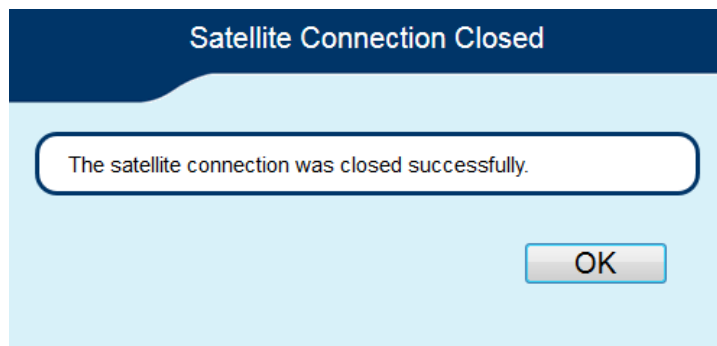 Satellite Connection Closed
The satellite connection was closed successfully.
OK